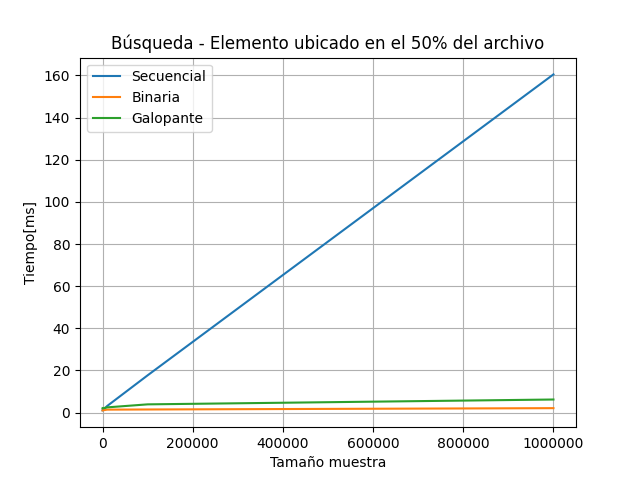 Búsqueda - Elemento ubicado en el 50% del archivo
Secuencial
Binaria
Galopante
160
140
120
100
80
60
40
20
0
Tiempo[ms]
0 200000 400000 600000 800000 1000000
Tamaño muestra